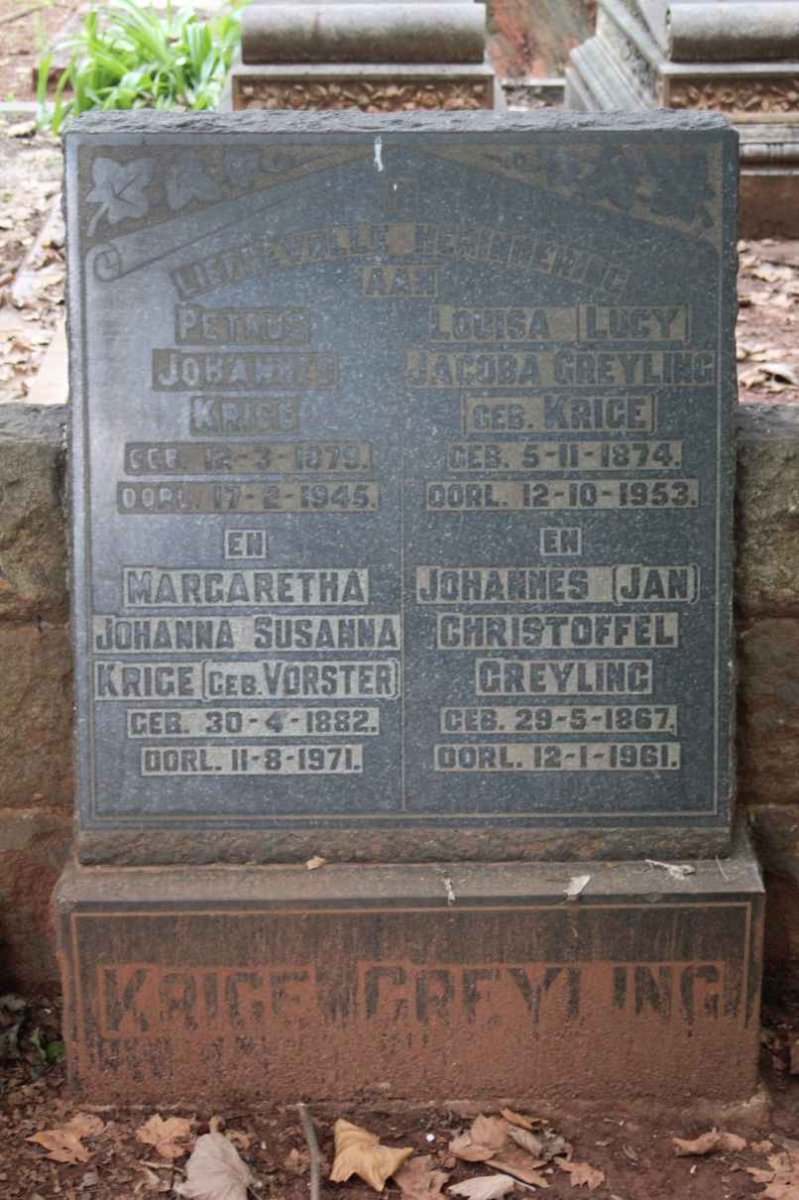 IN
LIEFDEVOLLE HERINNERING
AAN
PETRUS
JOHANNES
KRIGE
GEB. 12-3-1879.
OORL. 17-2-1945.
EN
MARGARETHA
JOHANNA SUSANNA
KRIGE (GEB. VORSTER)
GEB. 30-4-1882.
OORL. 11-8-1971.
LOUISA (LUCY)
JACOBA GREYLING
(GEB. KRIGE)
GEB. 5-11-1874.
OORL. 12-10-1953.
EN
JOHANNES (JAN)
CHRISTOFFEL
GREYLING
GEB. 29-5-1867.
OORL. 12-1-1961.
KRIGE GREYLING